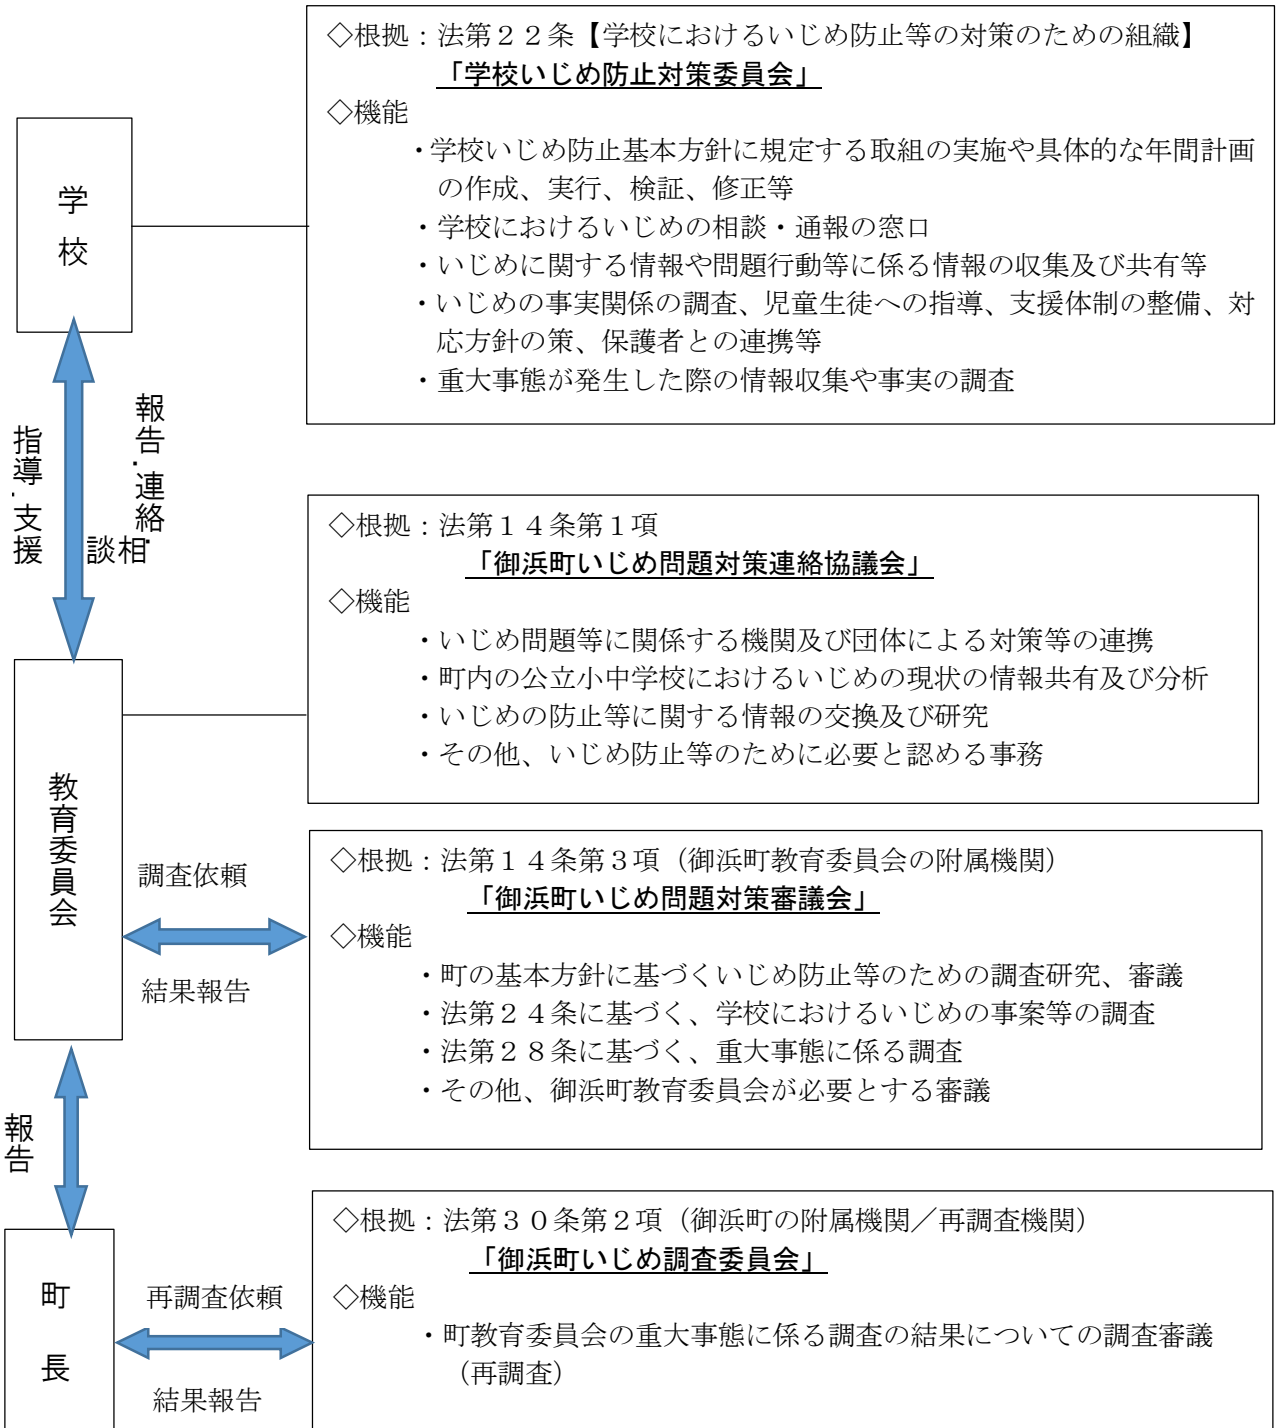 ◇根拠：法第２２条【学校におけるいじめ防止等の対策のための組織】
「学校いじめ防止対策委員会」
◇機能
・学校いじめ防止基本方針に規定する取組の実施や具体的な年間計画
の作成、実行、検証、修正等
・学校におけるいじめの相談・通報の窓口
・いじめに関する情報や問題行動等に係る情報の収集及び共有等
・いじめの事実関係の調査、児童生徒への指導、支援体制の整備、対
応方針の策、保護者との連携等
・重大事態が発生した際の情報収集や事実の調査
学校
指導・支援
報告・連絡・
談相
◇根拠：法第１４条第１項
「御浜町いじめ問題対策連絡協議会」
◇機能
・いじめ問題等に関係する機関及び団体による対策等の連携
・町内の公立小中学校におけるいじめの現状の情報共有及び分析
・いじめの防止等に関する情報の交換及び研究
・その他、いじめ防止等のために必要と認める事務
教育委員会
調査依頼
結果報告
◇根拠：法第１４条第３項（御浜町教育委員会の附属機関）
「御浜町いじめ問題対策審議会」
◇機能
・町の基本方針に基づくいじめ防止等のための調査研究、審議
・法第２４条に基づく、学校におけるいじめの事案等の調査
・法第２８条に基づく、重大事態に係る調査
・その他、御浜町教育委員会が必要とする審議
報告
町長
再調査依頼
結果報告
◇根拠：法第３０条第２項（御浜町の附属機関／再調査機関）
「御浜町いじめ調査委員会」
◇機能
・町教育委員会の重大事態に係る調査の結果についての調査審議
（再調査）